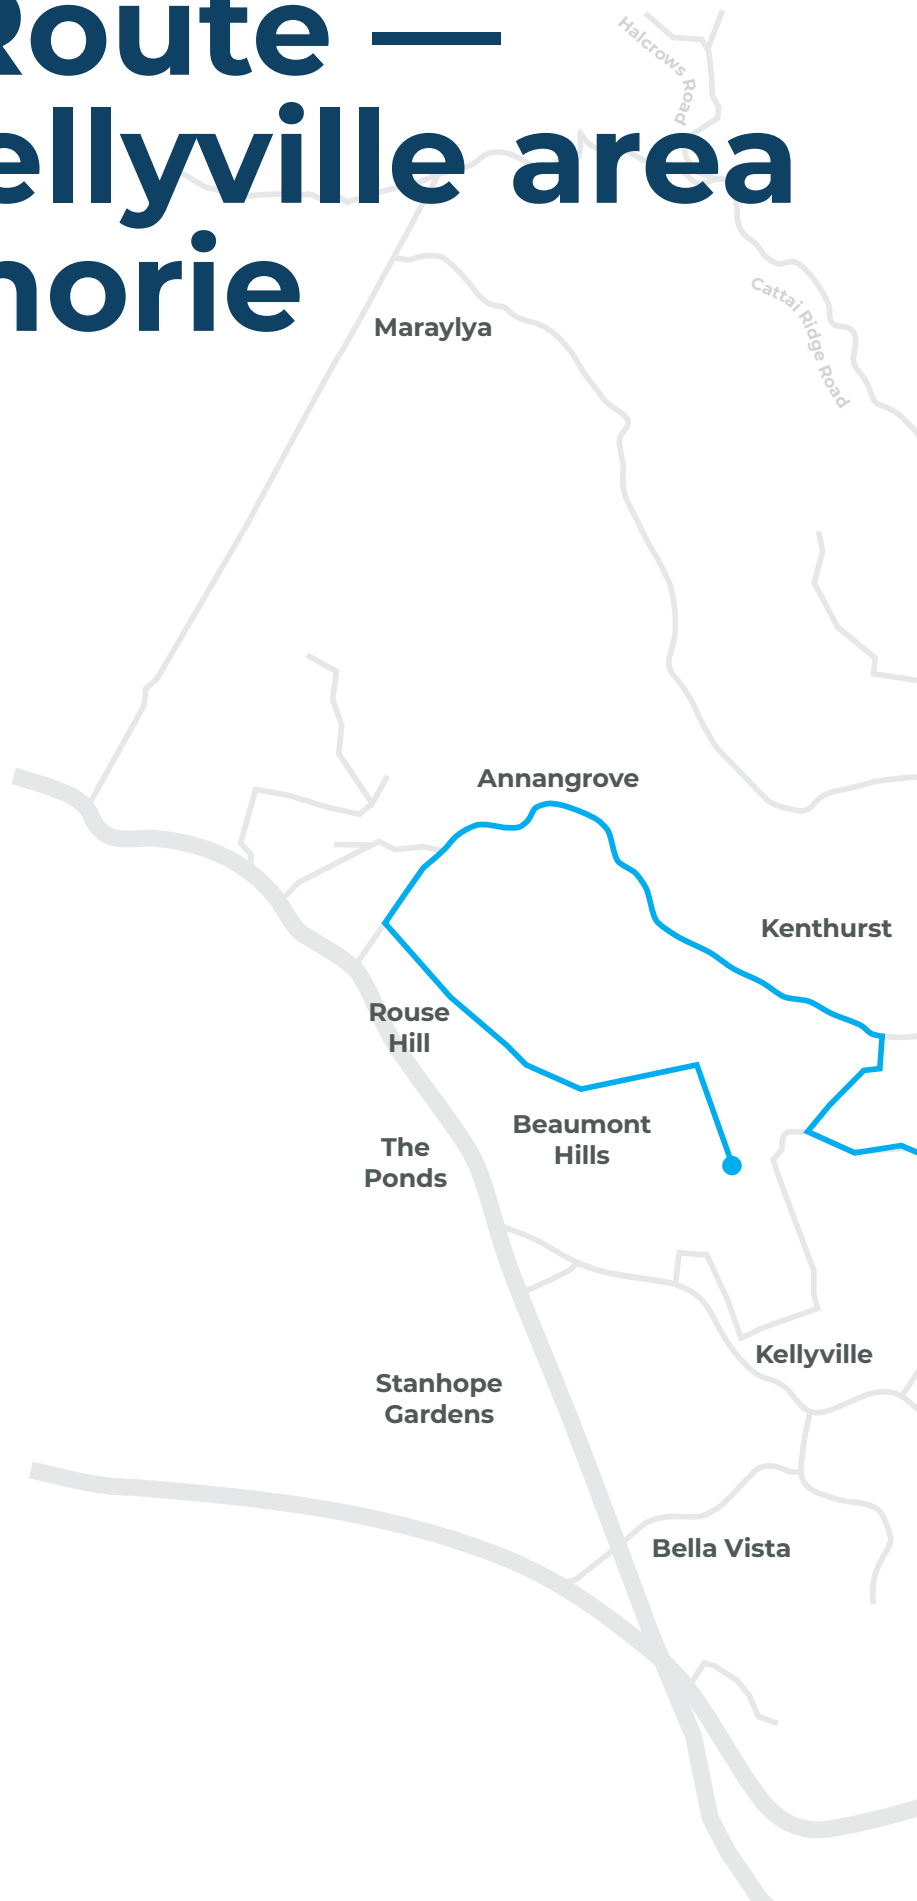 Route —
ellyville area
norie
Halcrows Road
Cattai Ridge Road
Maraylya
Annangrove
Kenthurst
Rouse
Hill
Beaumont
Hills
The
Ponds
Kellyville
Stanhope
Gardens
Bella Vista